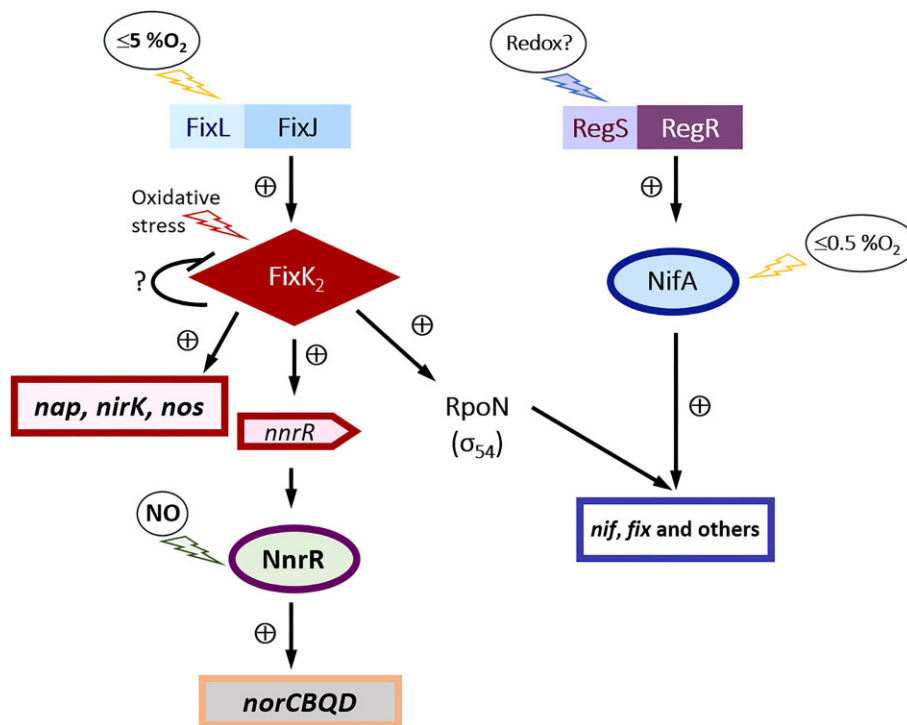 ≤5 %O₂
Redox?
FixL FixJ
RegS RegR
⊕
⊕
Oxidative
stress
≤0.5 %O₂
FixK₂
NifA
?
⊕
⊕
⊕
⊕
nap, nirK, nos
RpoN
nnrR
(σ₅₄)
NO
nif, fix and others
NnrR
⊕
norCBQD